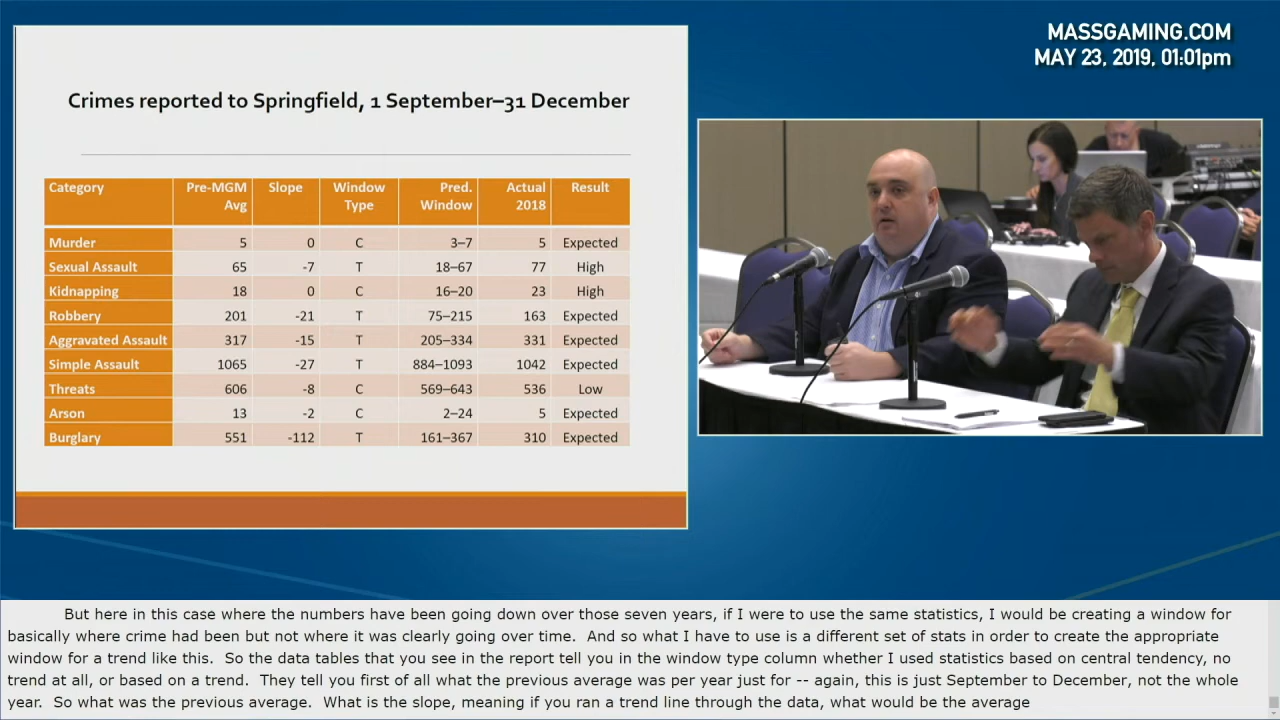 MASSGAMING.COM
MAY 23, 2019, 01:01pm
Crimes reported to Springfield, 1 September–31 December
Category Pre-MGM Avg Slope Window Type Pred. Window Actual 2018 Result
Murder 5 0 C 3–7 5 Expected
Sexual Assault 65 -7 T 18–67 77 High
Kidnapping 18 0 C 16–20 23 High
Robbery 201 -21 T 75–215 163 Expected
Aggravated Assault 317 -15 T 205–334 331 Expected
Simple Assault 1065 -27 T 884–1093 1042 Expected
Threats 606 -8 C 569–643 536 Low
Arson 13 -2 C 2–24 5 Expected
Burglary 551 -112 T 161–367 310 Expected
But here in this case where the numbers have been going down over those seven years, if I were to use the same statistics, I would be creating a window for
basically where crime had been but not where it was clearly going over time. And so what I have to use is a different set of stats in order to create the appropriate
window for a trend like this. So the data tables that you see in the report tell you in the window type column whether I used statistics based on central tendency, no
trend at all, or based on a trend. They tell you first of all what the previous average was per year just for -- again, this is just September to December, not the whole
year. So what was the previous average. What is the slope, meaning if you ran a trend line through the data, what would be the average